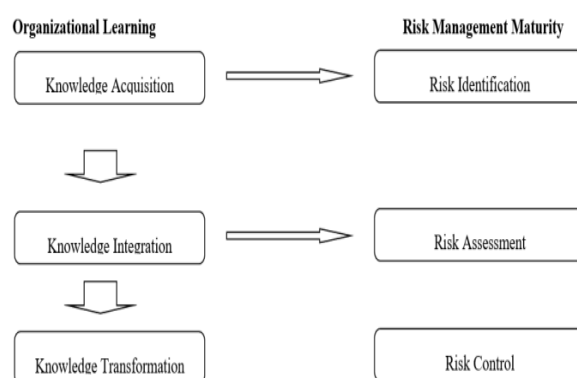 Organizational Learning
Risk Management Maturity
Knowledge Acquisition
Risk Identification
Knowledge Integration
Risk Assessment
Knowledge Transformation
Risk Control